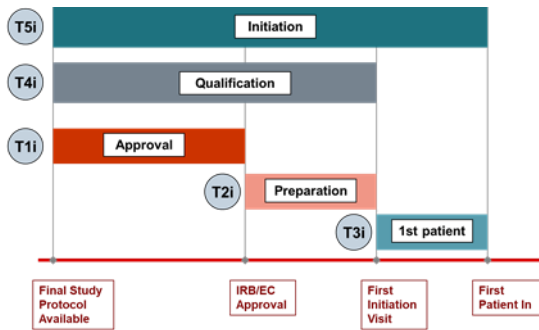 T5i
Initiation
T4i
Qualification
T1i
Approval
T2i
Preparation
T3i
1st patient
Final Study
Protocol
Available
IRB/EC
Approval
First
Initiation
Visit
First
Patient In